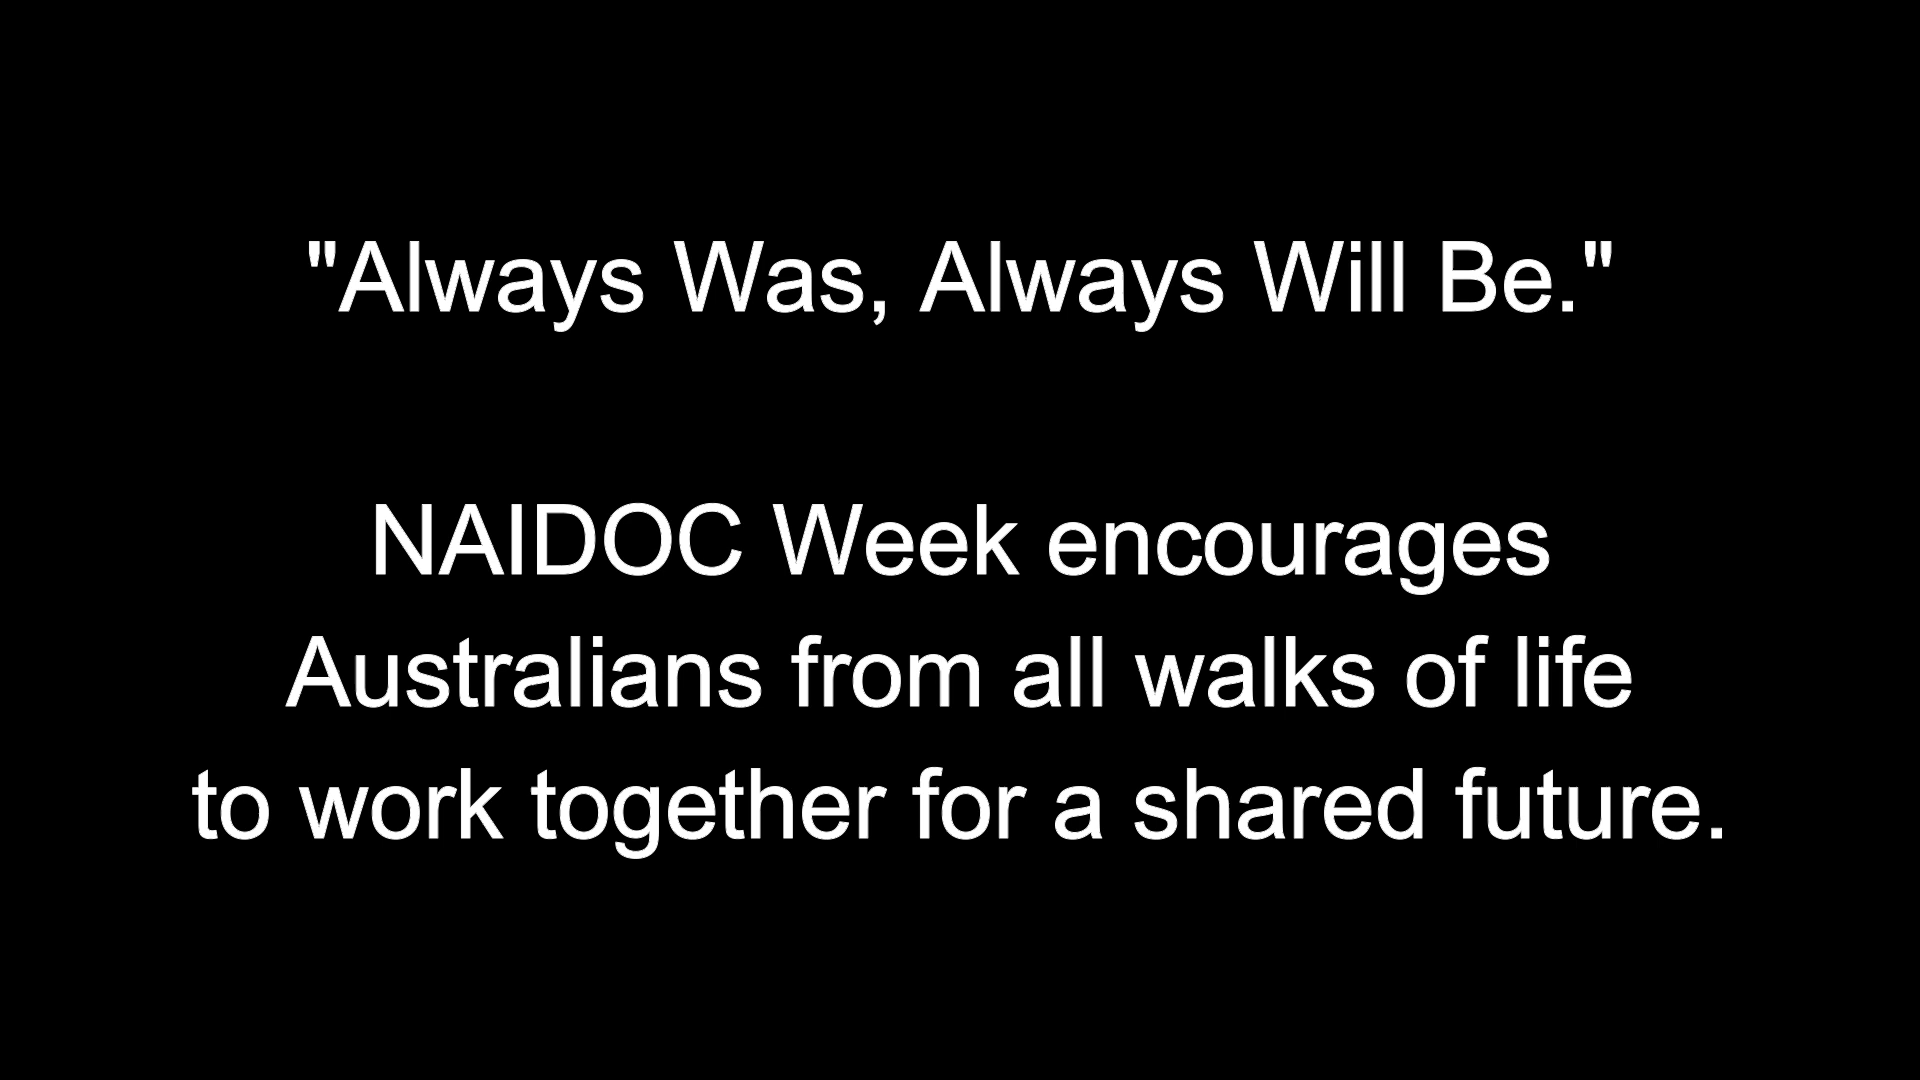 "Always Was, Always Will Be."
NAIDOC Week encourages
Australians from all walks of life
to work together for a shared future.